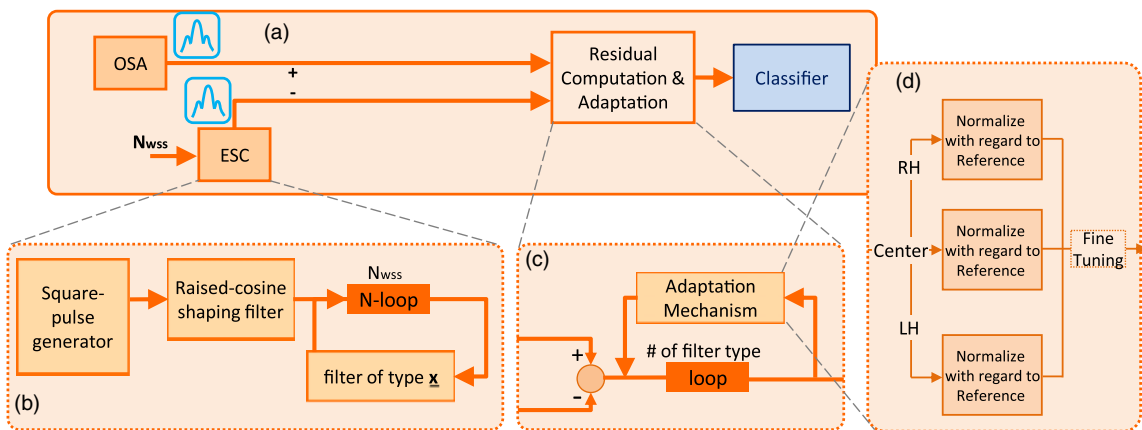 (a)
OSA
+
-
Nwss
ESC
Residual
Computation &
Adaptation
Classifier
(b)
Square-
pulse
generator
Raised-cosine
shaping filter
Nwss
N-loop
filter of type x
(c)
Adaptation
Mechanism
+
-
# of filter type
loop
(d)
RH
Center
LH
Normalize
with regard to
Reference
Normalize
with regard to
Reference
Normalize
with regard to
Reference
Fine
Tuning